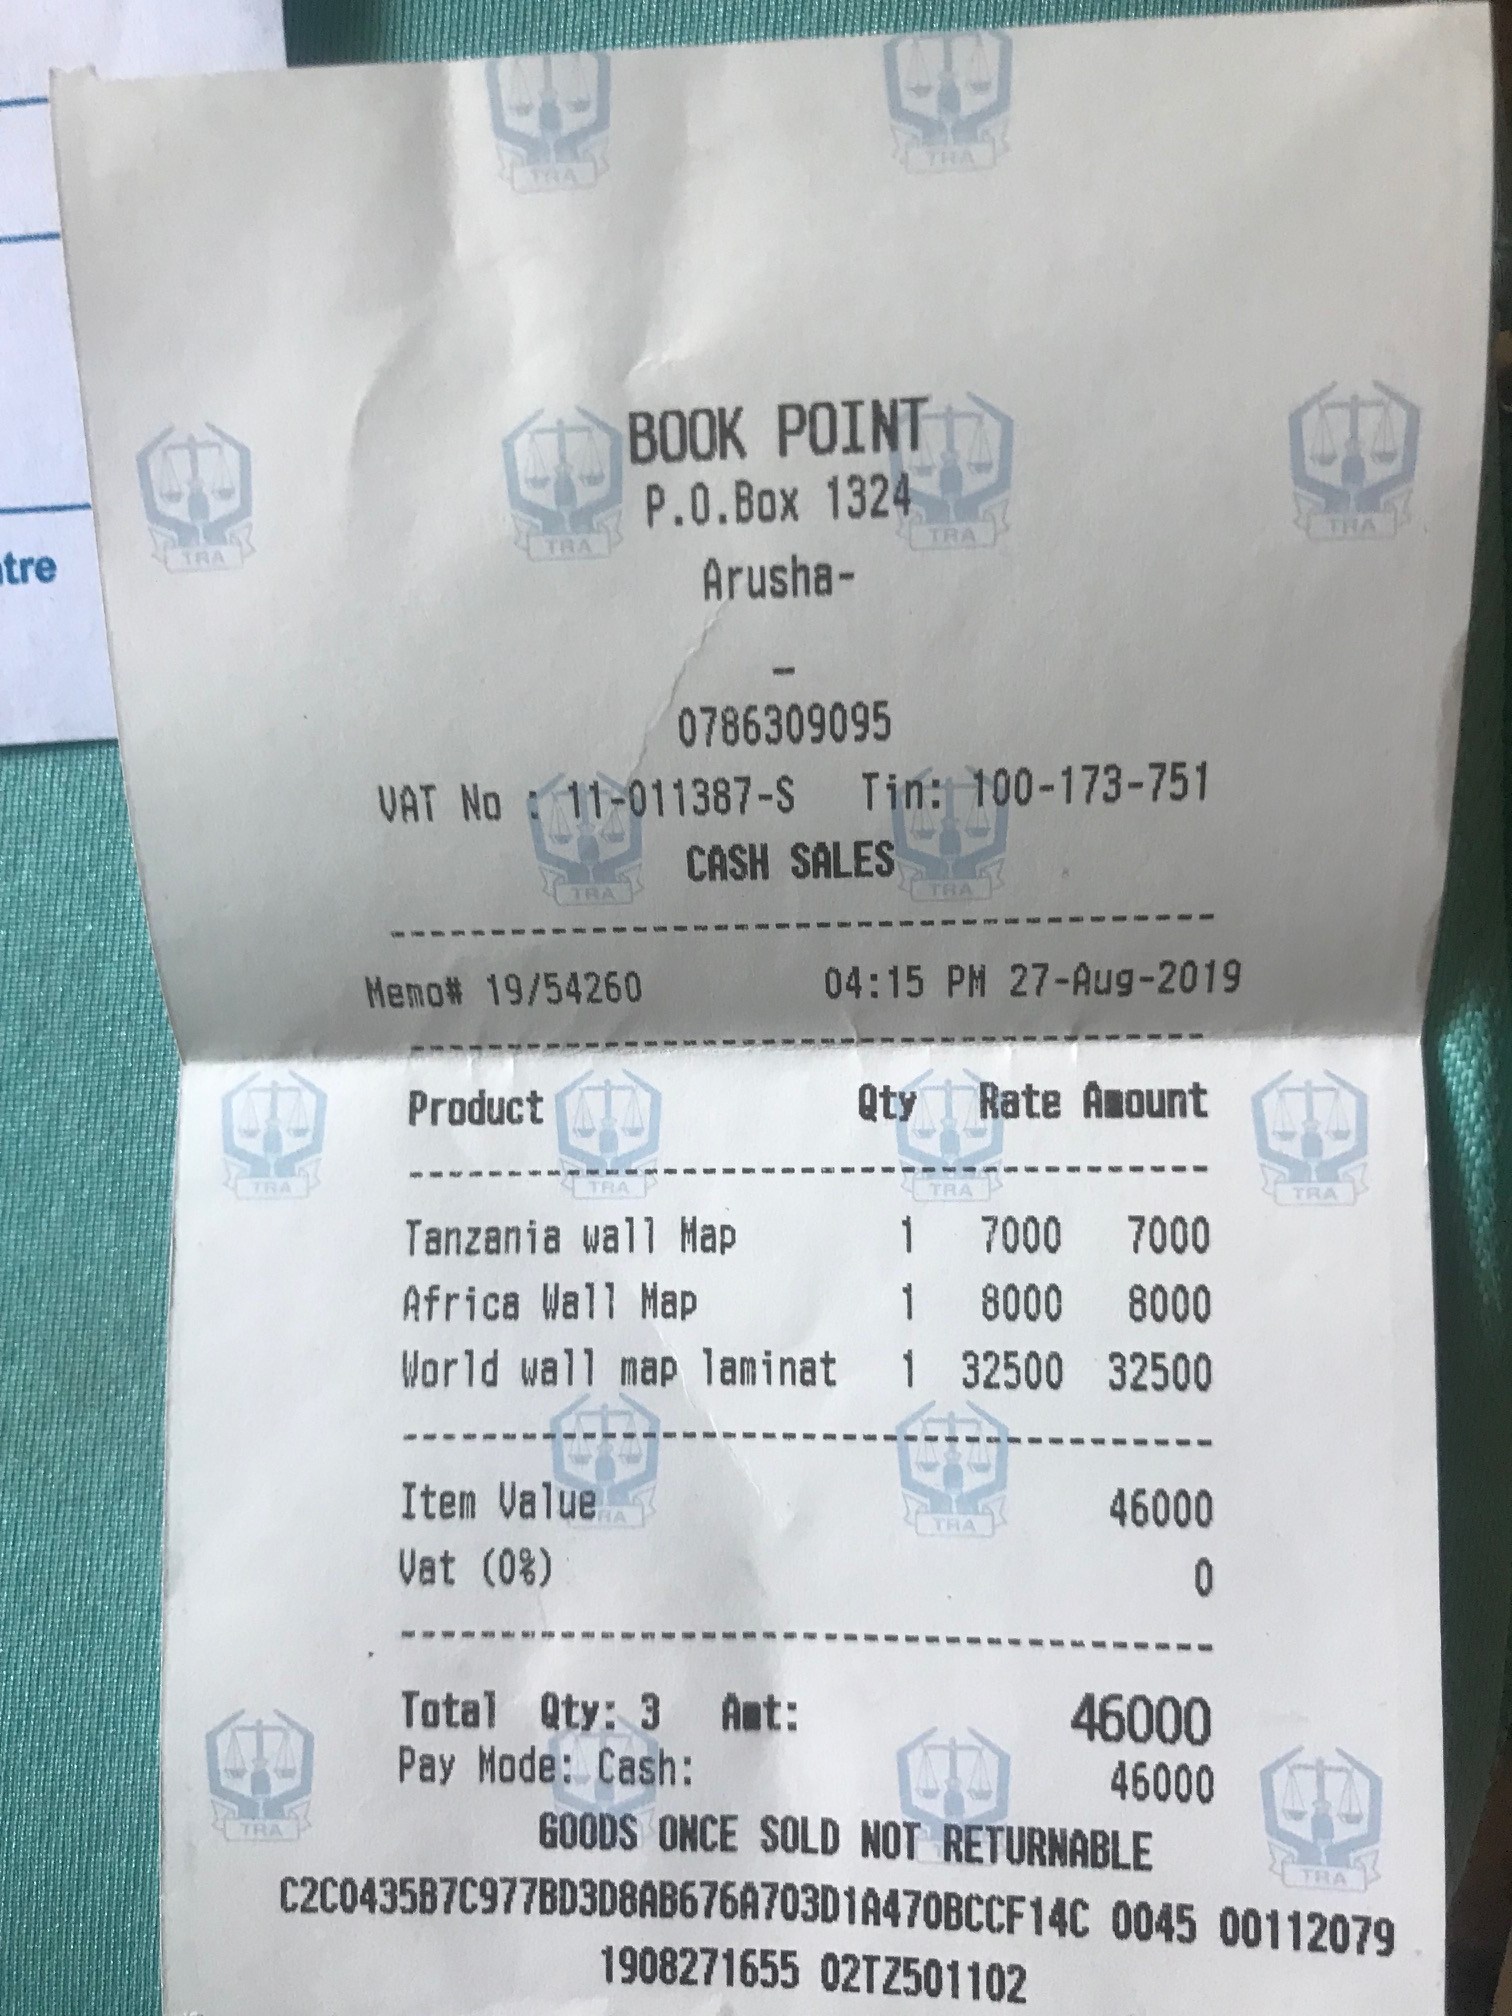 BOOK POINT
P.O.Box 1324
Arusha-
-
0786309095
VAT No : 11-011387-S Tin: 100-173-751
CASH SALES
Memo# 19/54260 04:15 PM 27-Aug-2019
Product Qty Rate Amount
Tanzania wall Map 1 7000 7000
Africa Wall Map 1 8000 8000
World wall map laminat 1 32500 32500
Item Value 46000
Vat (0%) 0
Total Qty: 3 Amt: 46000
Pay Mode: Cash: 46000
GOODS ONCE SOLD NOT RETURNABLE
C2C0435B7C977BD3D8AB676A703D1A470BCCF14C 0045 00112079
1908271655 02TZ501102
TRA